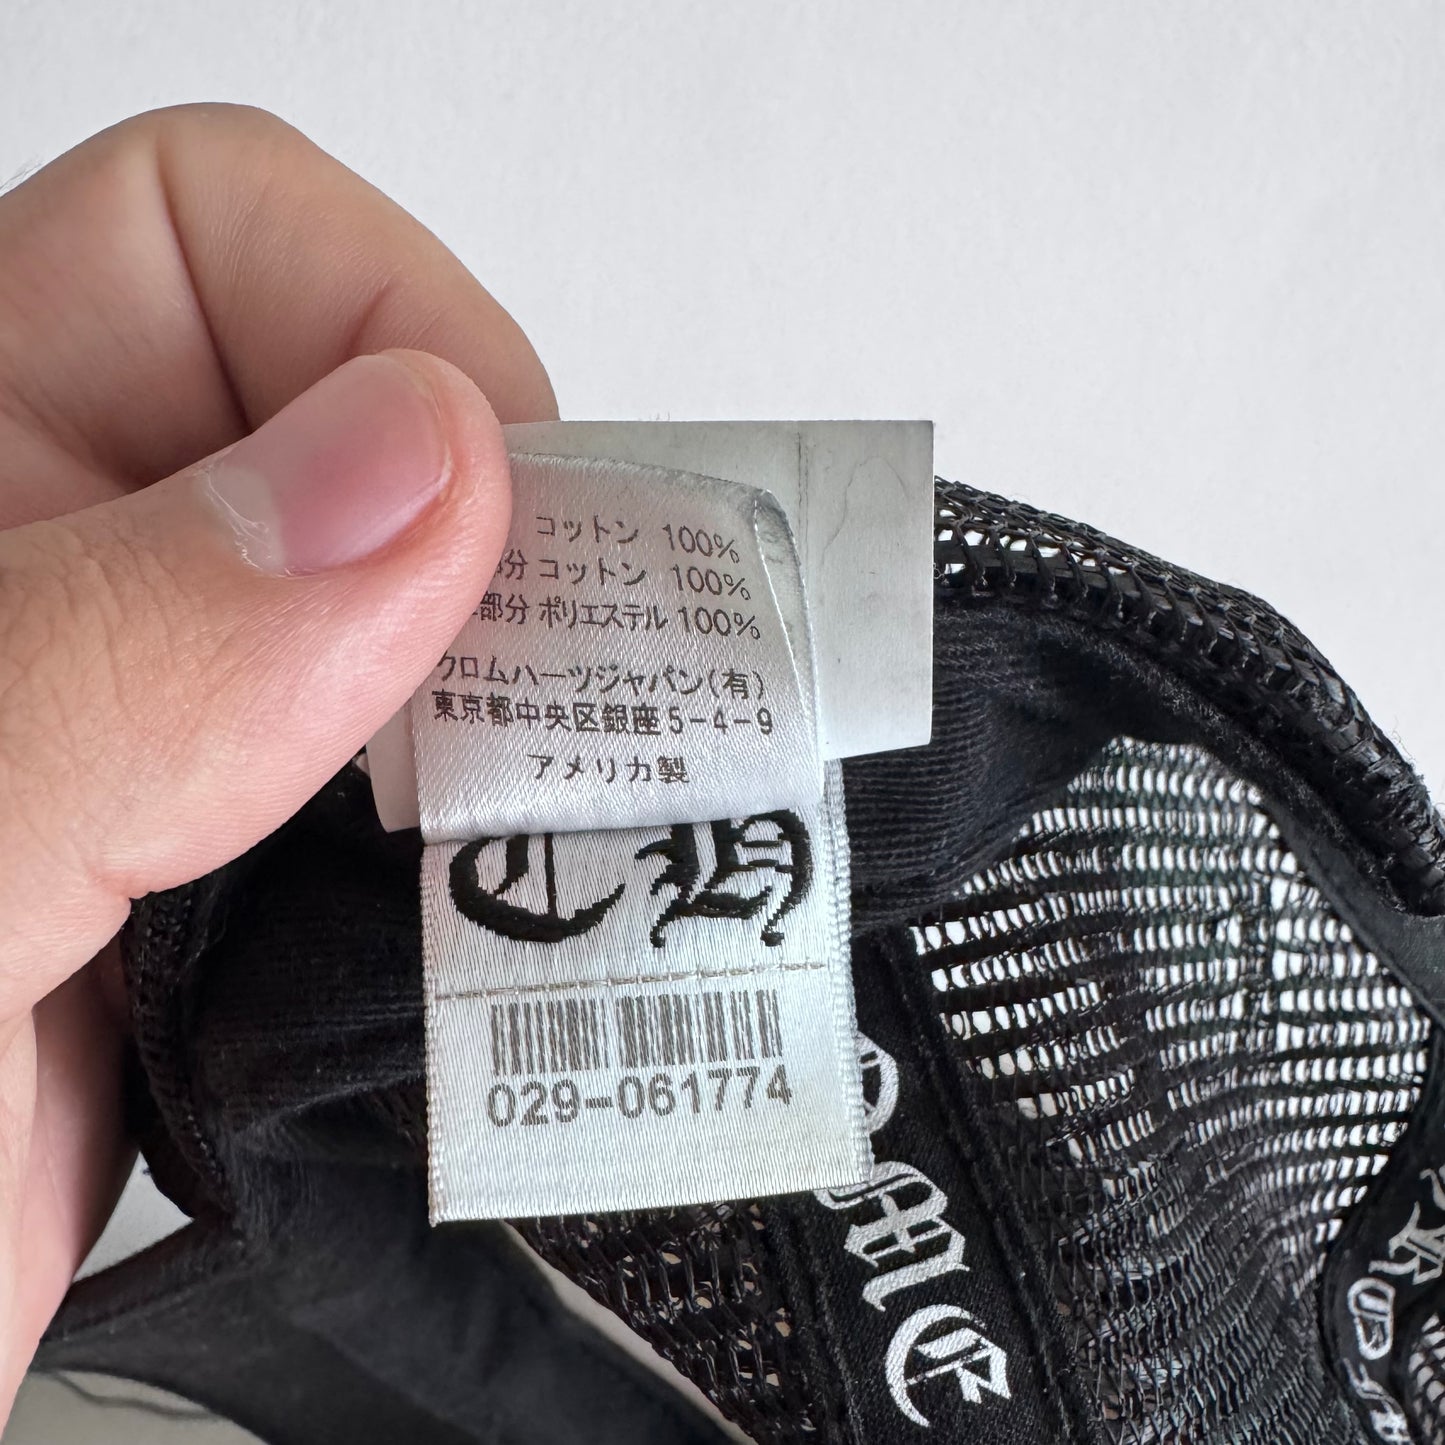 コットン 100%
分 コットン 100%
部分 ポリエステル 100%
クロムハーツジャパン(有)
東京都中央区銀座5-4-9
アメリカ製
CH
029-061774